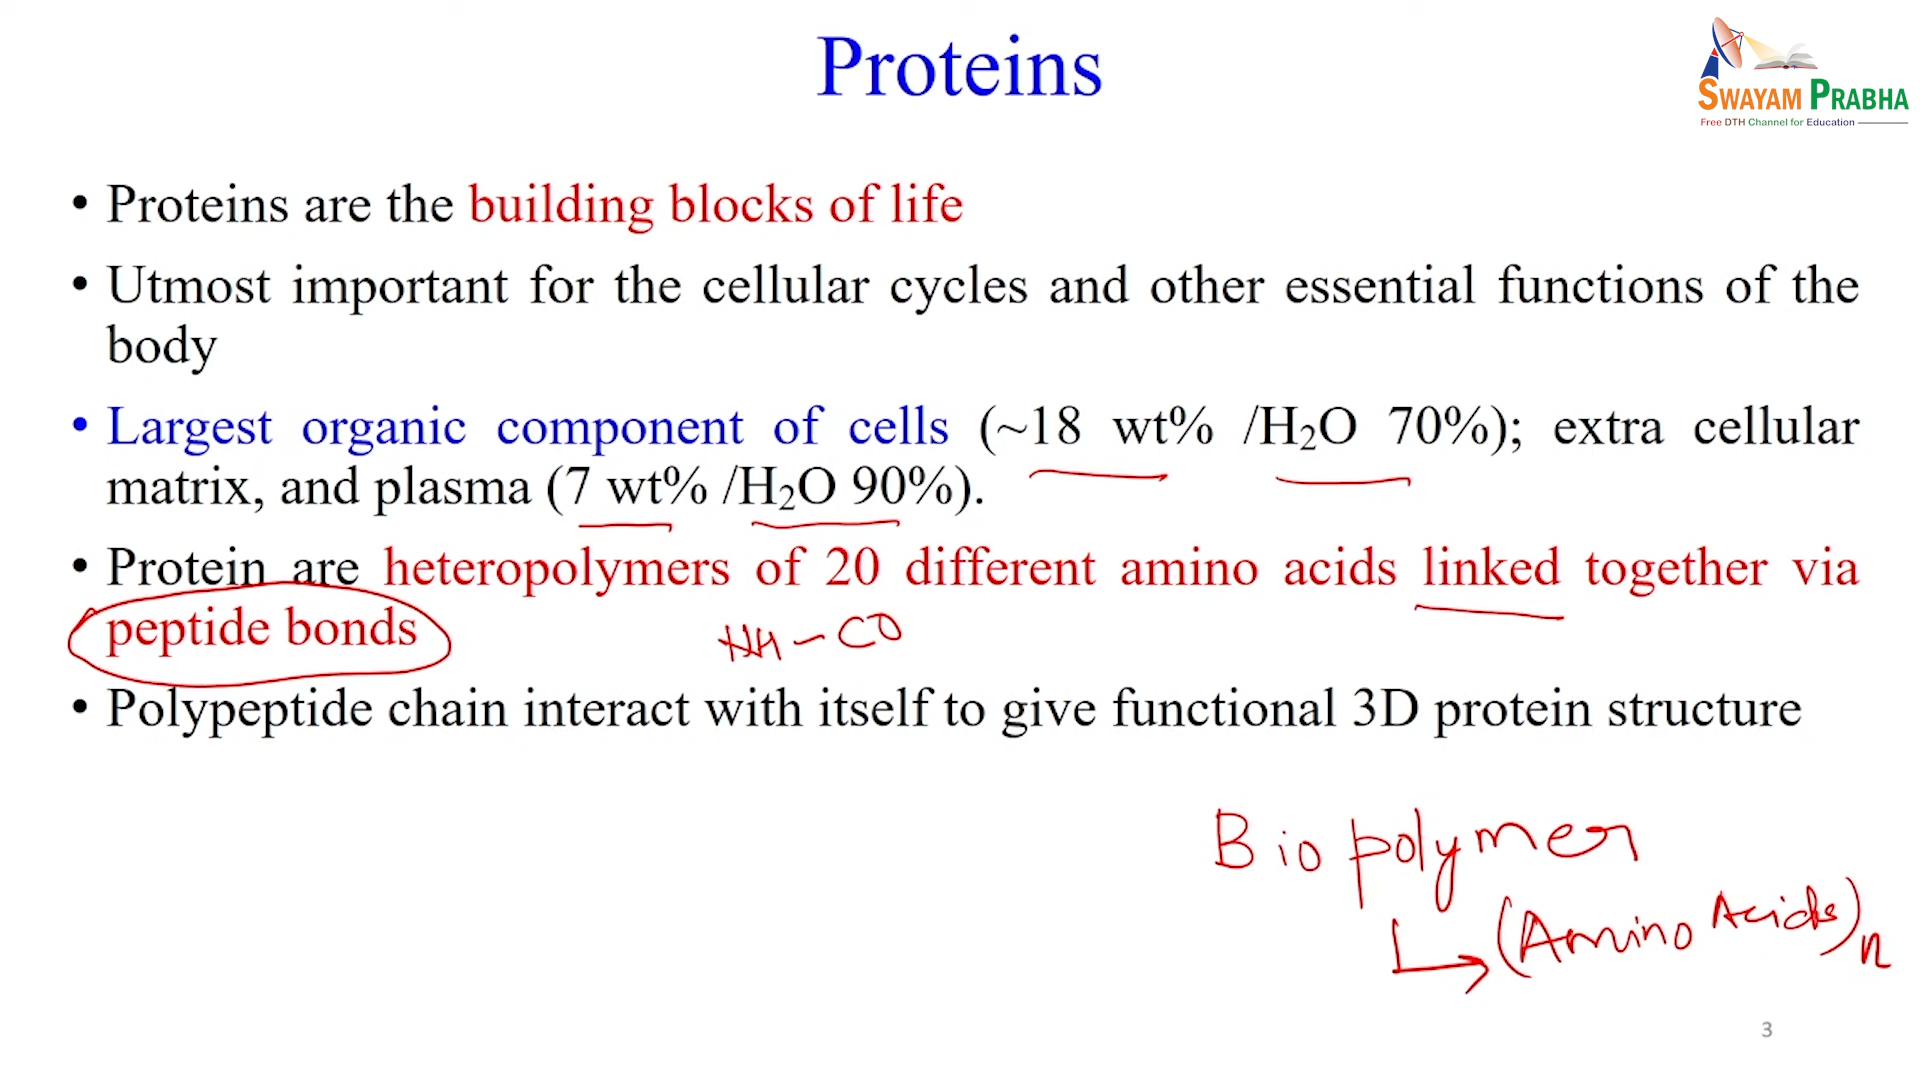 Proteins
SWAYAM PRABHA
Free DTH Channel for Education
• Proteins are the building blocks of life
• Utmost important for the cellular cycles and other essential functions of the
body
• Largest organic component of cells (~18 wt% /H₂O 70%); extra cellular
matrix, and plasma (7 wt% /H₂O 90%).
• Protein are heteropolymers of 20 different amino acids linked together via
peptide bonds
NH – CO
• Polypeptide chain interact with itself to give functional 3D protein structure
Bio polymer
↳ (Amino Acids)n
3